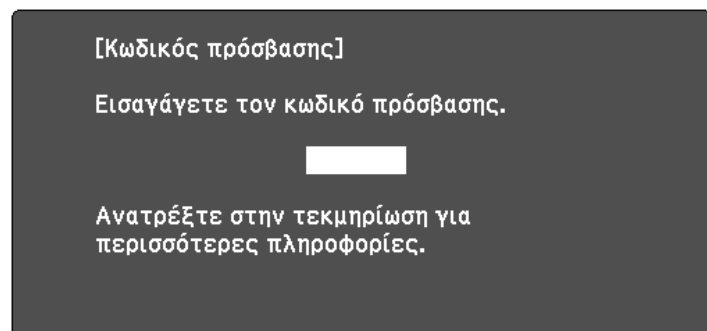 [Κωδικός πρόσβασης]
Εισαγάγετε τον κωδικό πρόσβασης.
Ανατρέξτε στην τεκμηρίωση για
περισσότερες πληροφορίες.